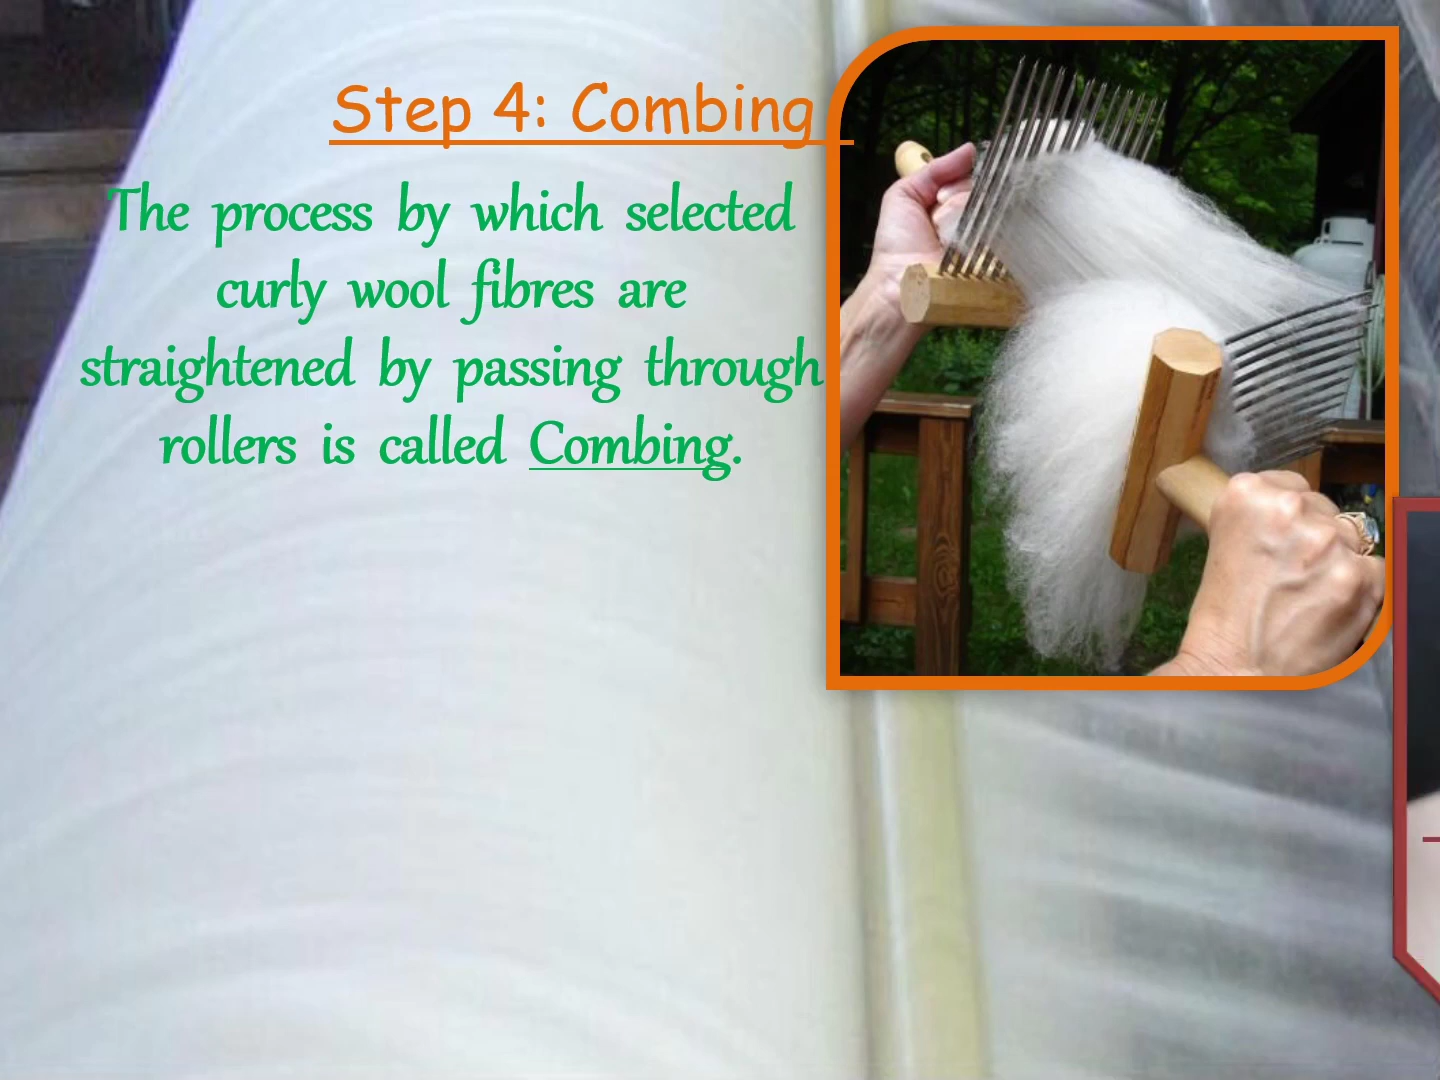 Step 4: Combing
The process by which selected
curly wool fibres are
straightened by passing through
rollers is called Combing.